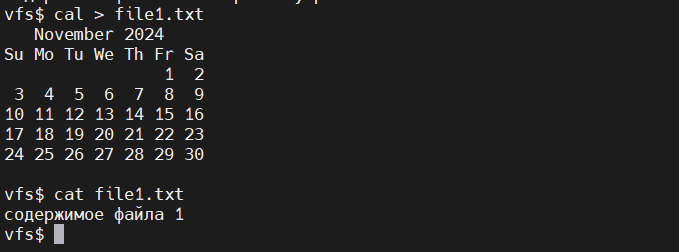 vfs$ cal > file1.txt
   November 2024
Su Mo Tu We Th Fr Sa
                1  2
 3  4  5  6  7  8  9
10 11 12 13 14 15 16
17 18 19 20 21 22 23
24 25 26 27 28 29 30
vfs$ cat file1.txt
содержимое файла 1
vfs$